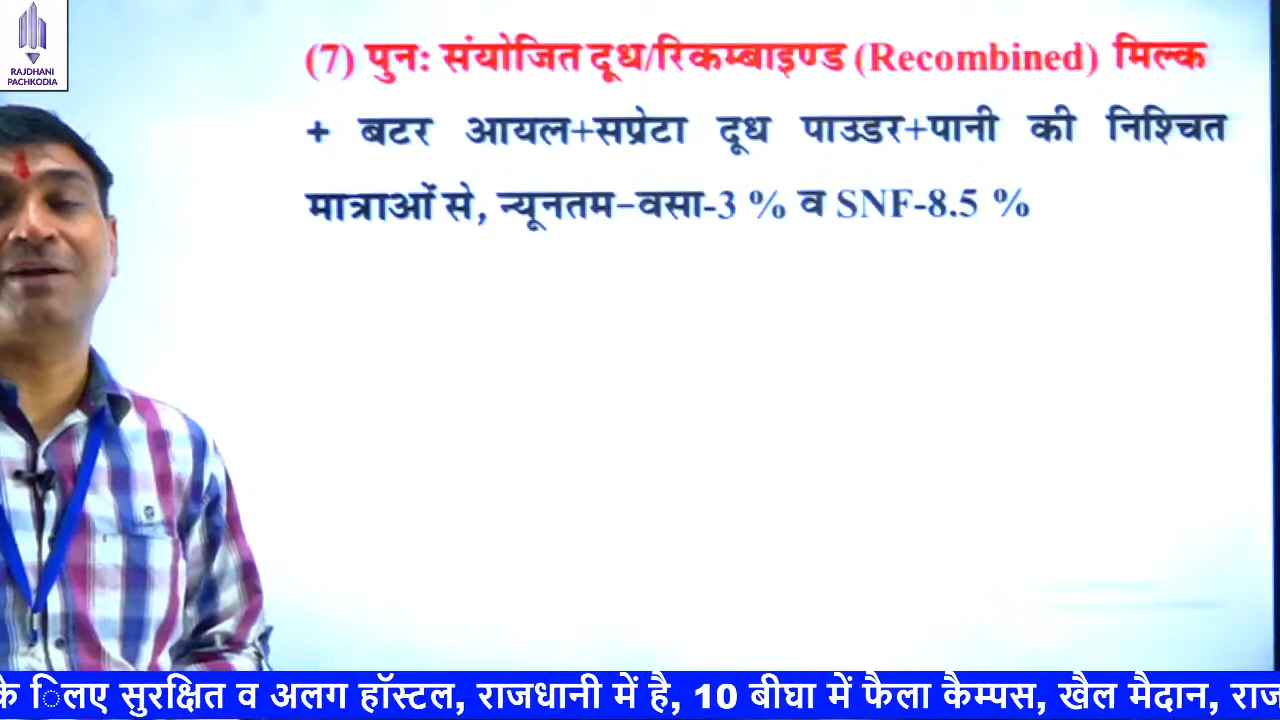 RAJDHANI
PACHKODIA
(7) पुन: संयोजित दूध/रिकम्बाइण्ड (Recombined) मिल्क
+ बटर आयल+सप्रेटा दूध पाउडर+पानी की निश्चित
मात्राओं से, न्यूनतम-वसा-3 % व SNF-8.5 %
के िलए सुरक्षित व अलग हॉस्टल, राजधानी में है, 10 बीघा में फैला कैम्पस, खैल मैदान, राज